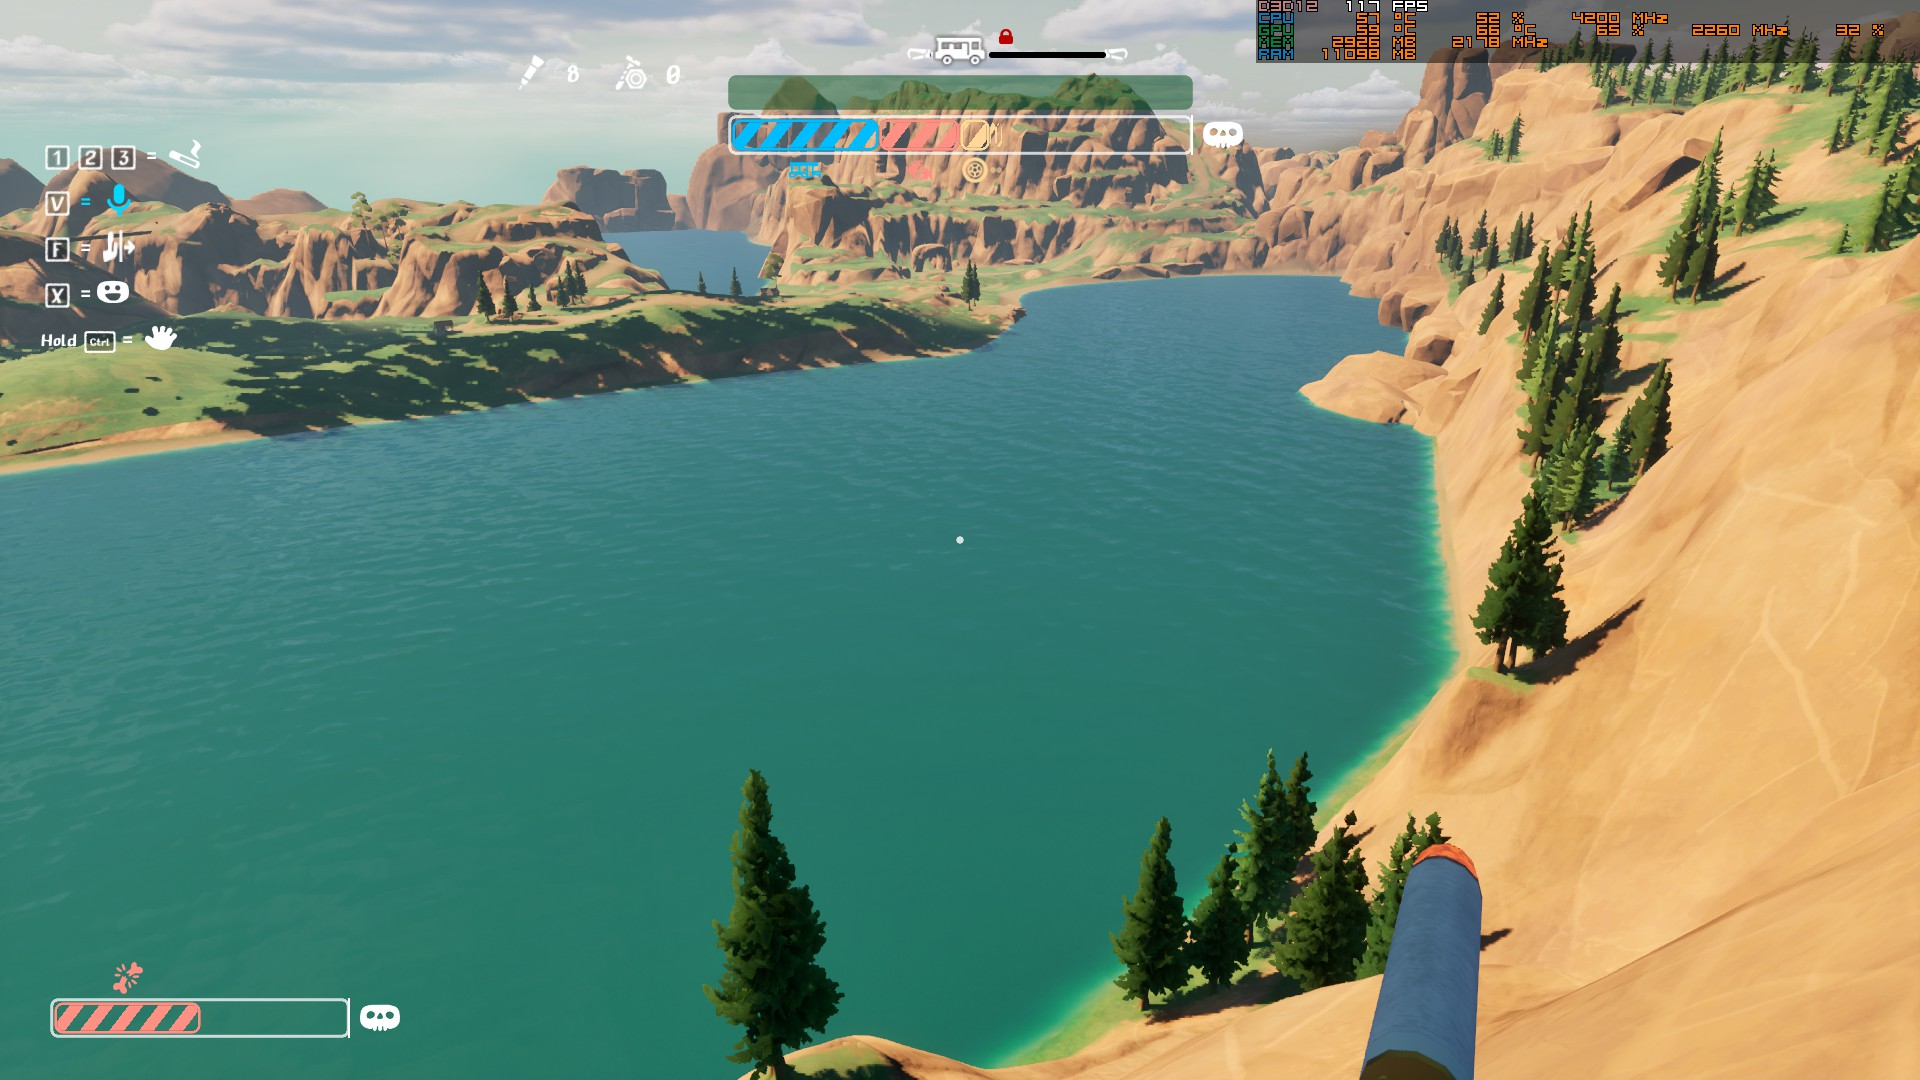 D3D12 117 FPS
CPU 57 °C 52 % 4200 MHz
GPU 59 °C 66 °C 65 % 2260 MHz 32 %
MEM 2926 MB 2178 MHz
RAM 11098 MB
8 0
1 2 3 =
V =
F =
X =
Hold Ctrl =